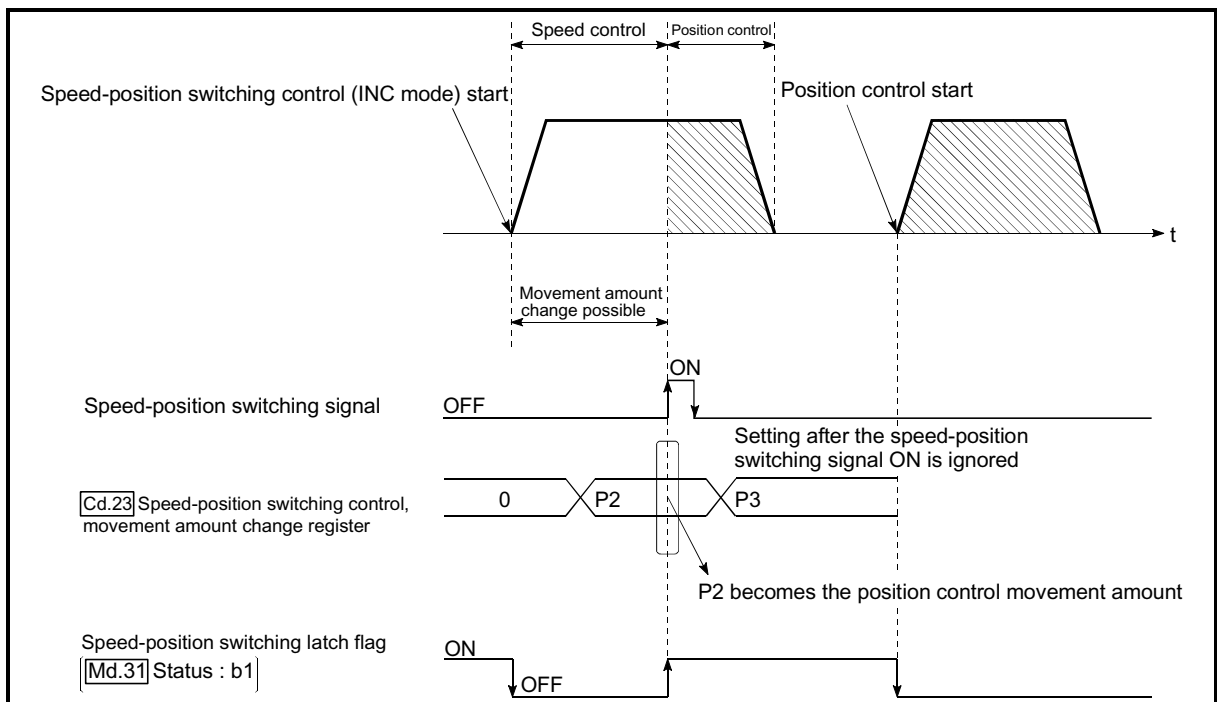 Speed control
Position control
Speed-position switching control (INC mode) start
Position control start
t
Movement amount
change possible
ON
Speed-position switching signal
OFF
Setting after the speed-position
switching signal ON is ignored
Cd.23 Speed-position switching control,
movement amount change register
0
P2
P3
P2 becomes the position control movement amount
Speed-position switching latch flag
Md.31 Status : b1
ON
OFF